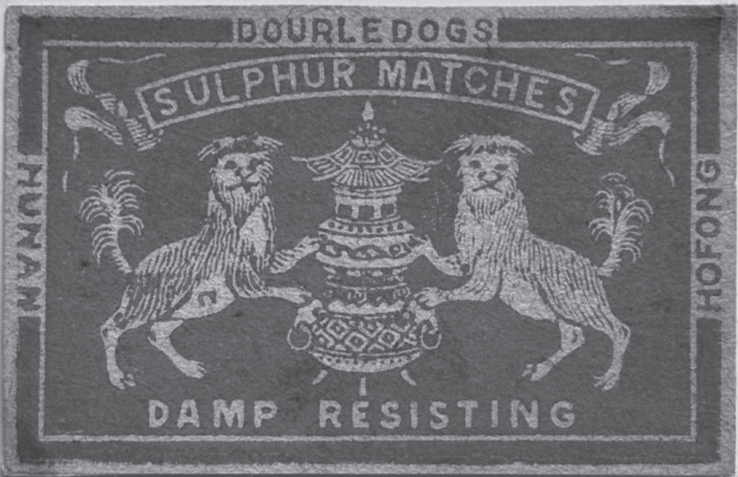 DOURLEDOGS
SULPHUR MATCHES
HUNAN
HOFONG
DAMP RESISTING